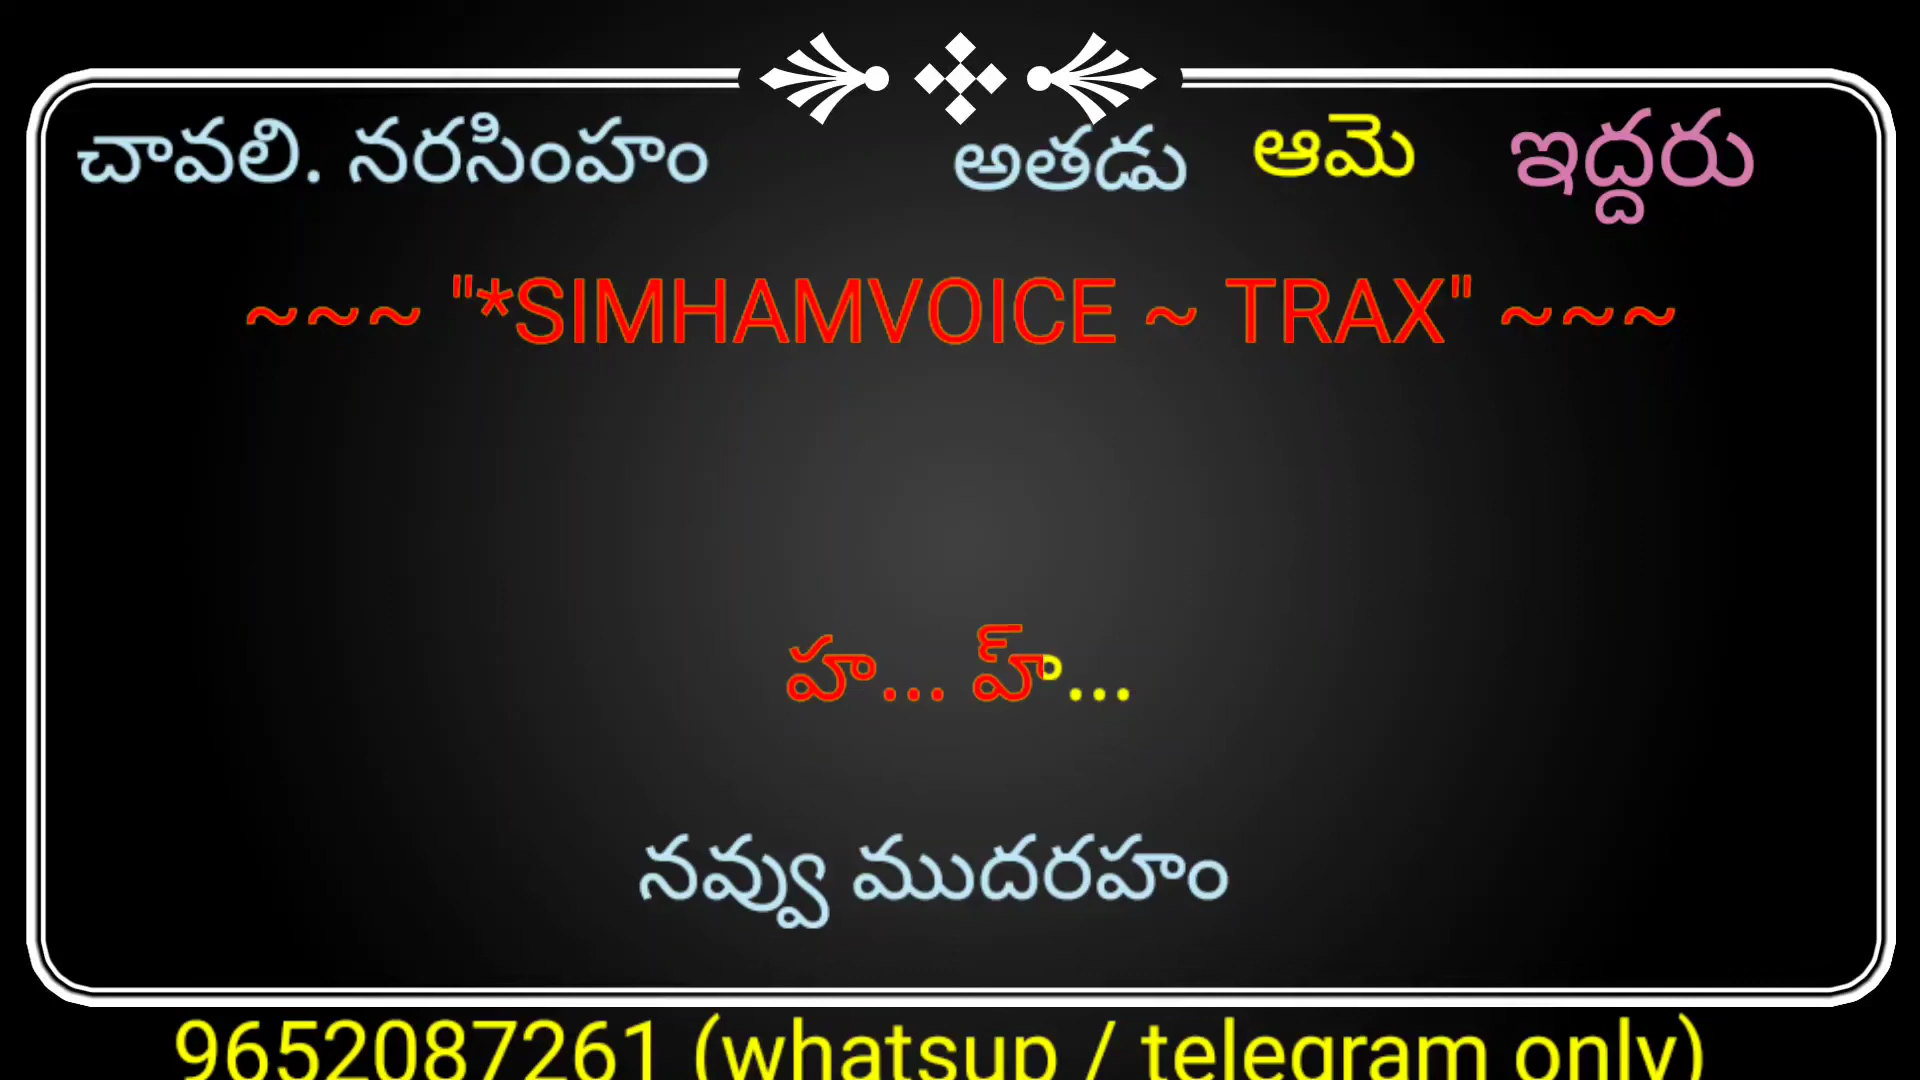 చావలి. నరసింహం అతడు ఆమె ఇద్దరు
~~~ "*SIMHAMVOICE ~ TRAX" ~~~
హ... హ్...
నవ్వు ముదరహం
9652087261 (whatsup / telegram only)